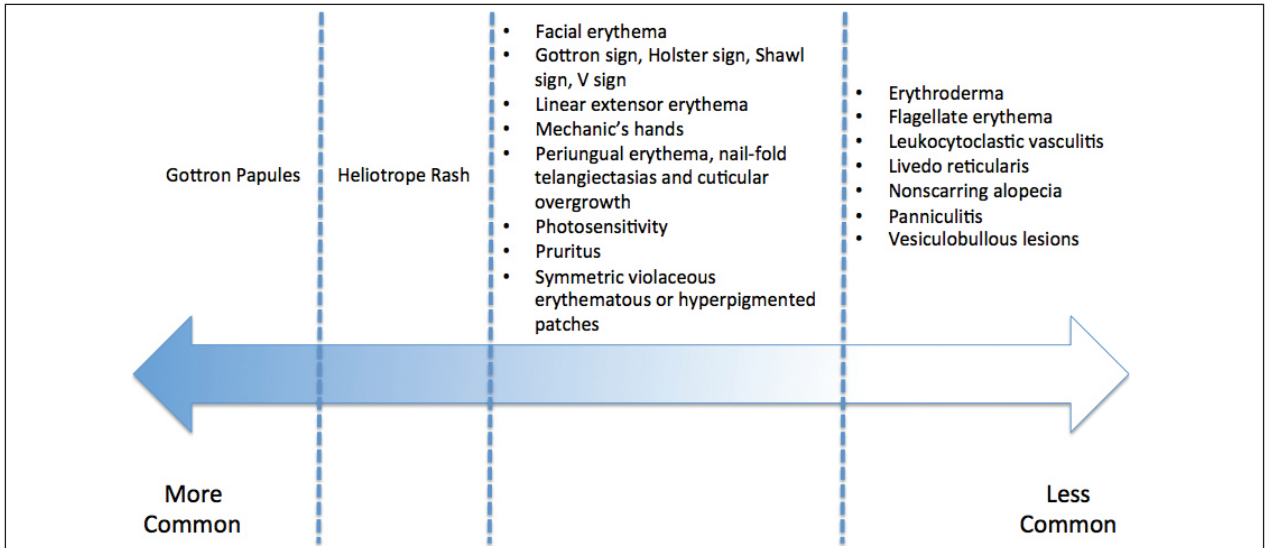 Gottron Papules
Heliotrope Rash
• Facial erythema
• Gottron sign, Holster sign, Shawl
sign, V sign
• Linear extensor erythema
• Mechanic's hands
• Periungual erythema, nail-fold
telangiectasias and cuticular
overgrowth
• Photosensitivity
• Pruritus
• Symmetric violaceous
erythematous or hyperpigmented
patches
• Erythroderma
• Flagellate erythema
• Leukocytoclastic vasculitis
• Livedo reticularis
• Nonscarring alopecia
• Panniculitis
• Vesiculobullous lesions
More
Common
Less
Common